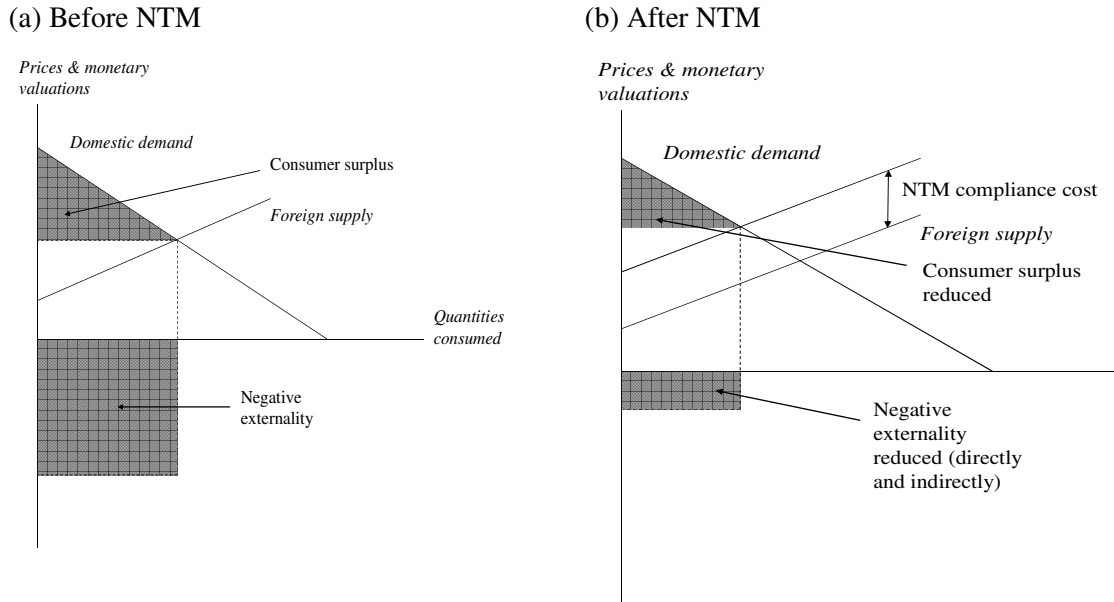 (a) Before NTM
Prices & monetary
valuations
Domestic demand
Consumer surplus
Foreign supply
Quantities
consumed
Negative
externality
(b) After NTM
Prices & monetary
valuations
Domestic demand
NTM compliance cost
Foreign supply
Consumer surplus
reduced
Negative
externality
reduced (directly
and indirectly)